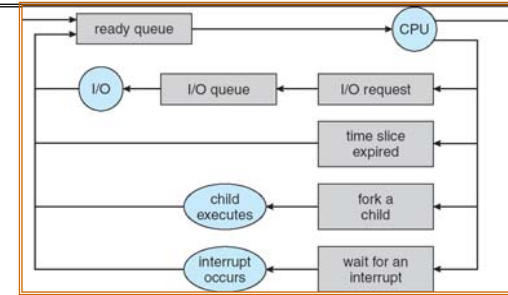 ready queue
CPU
I/O
I/O queue
I/O request
time slice
expired
child
executes
fork a
child
interrupt
occurs
wait for an
interrupt